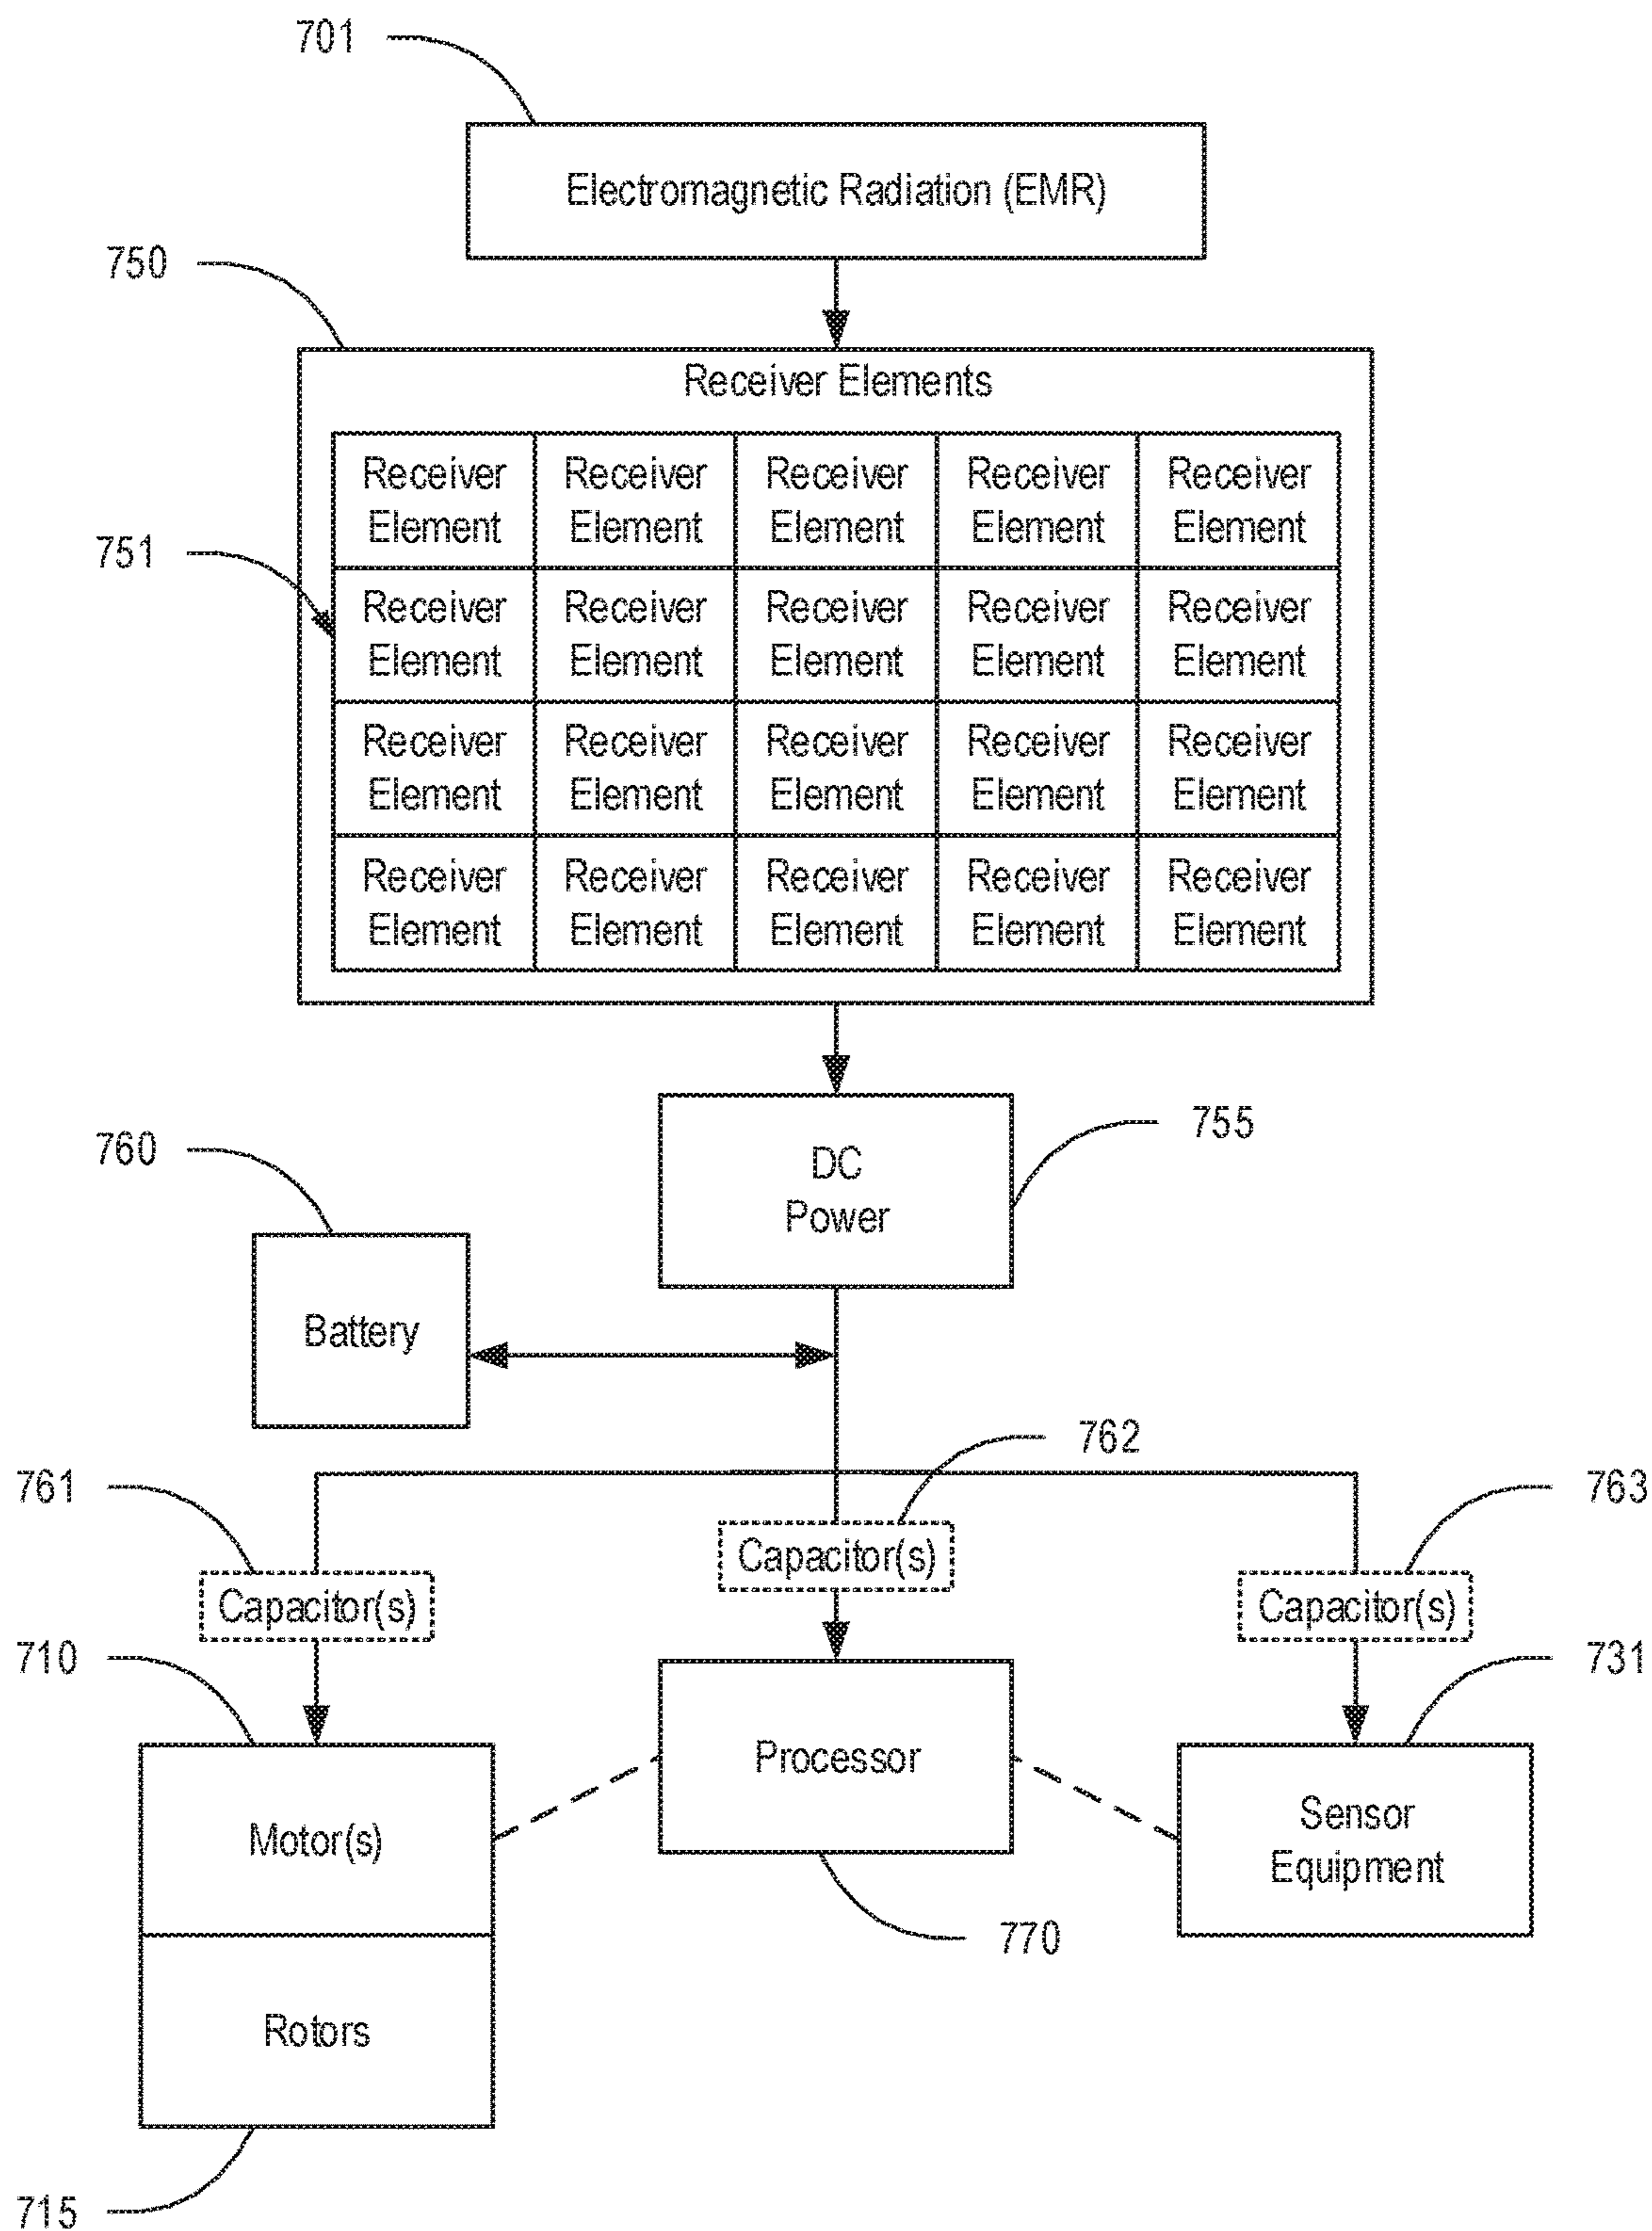 701
Electromagnetic Radiation (EMR)
750
Receiver Elements
Receiver Receiver Receiver Receiver Receiver
Element Element Element Element Element
751
Receiver Receiver Receiver Receiver Receiver
Element Element Element Element Element
Receiver Receiver Receiver Receiver Receiver
Element Element Element Element Element
Receiver Receiver Receiver Receiver Receiver
Element Element Element Element Element
755
760
DC
Power
Battery
762
761
763
Capacitor(s)
Capacitor(s)
Capacitor(s)
710
731
Processor
Motor(s)
Sensor
Equipment
770
Rotors
715